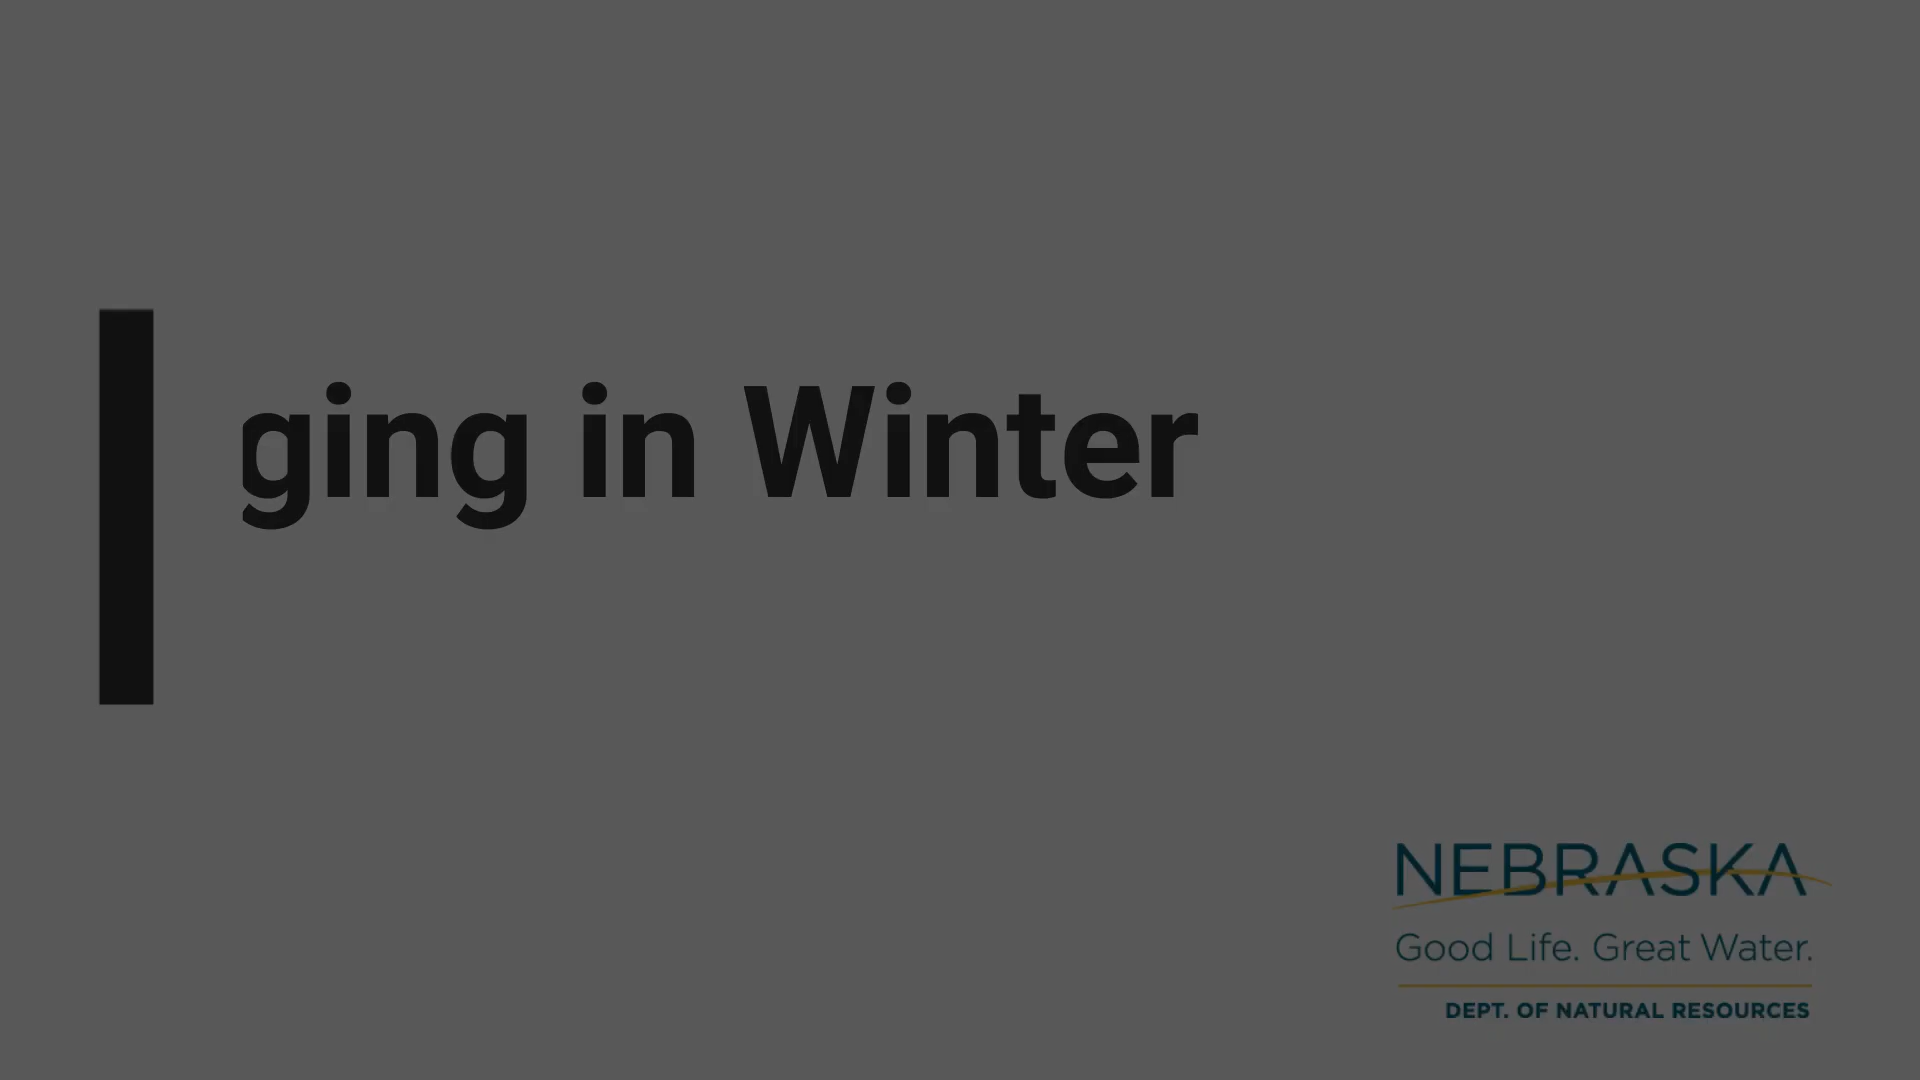 ging in Winter
NEBRASKA
Good Life. Great Water.
DEPT. OF NATURAL RESOURCES